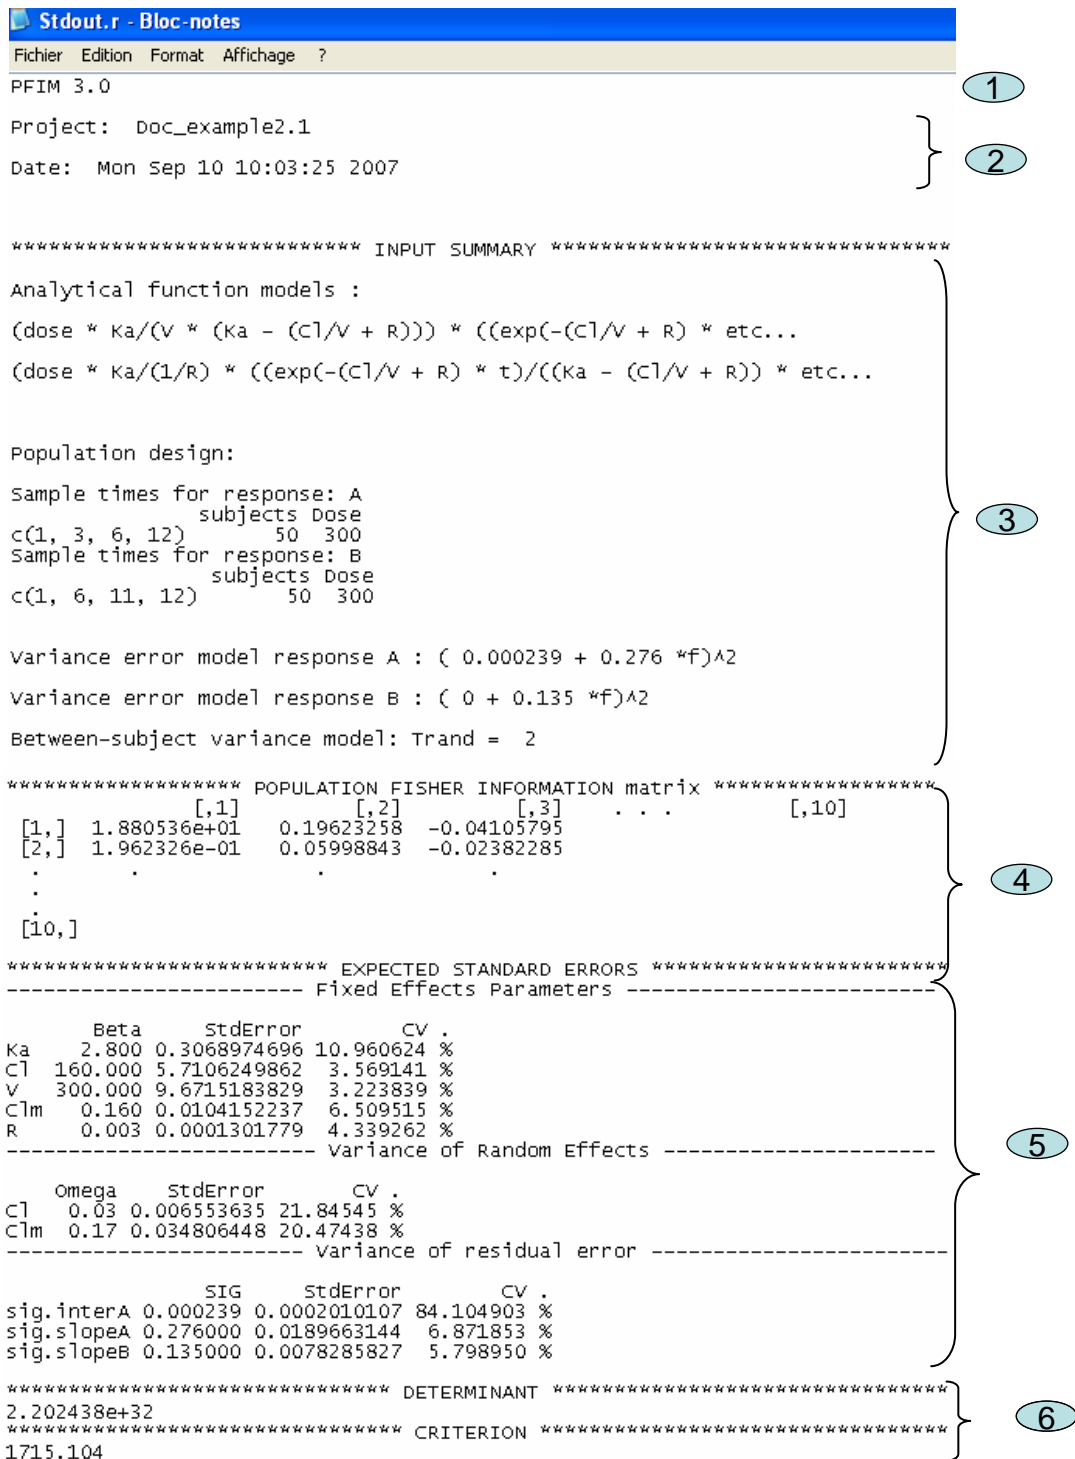 Stdout.r - Bloc-notes
Fichier Edition Format Affichage ?
PFIM 3.0
1
Project: Doc_example2.1
2
Date: Mon Sep 10 10:03:25 2007
**************************** INPUT SUMMARY ********************************
Analytical function models :
(dose * Ka/(V * (Ka - (Cl/V + R))) * ((exp(-(Cl/V + R) * etc...
(dose * Ka/(1/R) * ((exp(-(Cl/V + R) * t)/((Ka - (Cl/V + R)) * etc...
Population design:
Sample times for response: A
subjects Dose
c(1, 3, 6, 12) 50 300
3
Sample times for response: B
subjects Dose
c(1, 6, 11, 12) 50 300
Variance error model response A : ( 0.000239 + 0.276 *f)^2
Variance error model response B : ( 0 + 0.135 *f)^2
Between-subject variance model: Trand = 2
******************* POPULATION FISHER INFORMATION matrix ******************
[,1] [,2] [,3] . . . [,10]
[1,] 1.880536e+01 0.19623258 -0.04105795
[2,] 1.962326e-01 0.05998843 -0.02382285
. . . .
4
.
.
[10,]
************************** EXPECTED STANDARD ERRORS ************************
------------------------ Fixed Effects Parameters -------------------------
Beta StdError CV .
Ka 2.800 0.3068974696 10.960624 %
Cl 160.000 5.7106249862 3.569141 %
V 300.000 9.6715183829 3.223839 %
Clm 0.160 0.0104152237 6.509515 %
R 0.003 0.0001301779 4.339262 %
5
------------------------- Variance of Random Effects ----------------------
Omega StdError CV .
Cl 0.03 0.006553635 21.84545 %
Clm 0.17 0.034806448 20.47438 %
------------------------ Variance of residual error ------------------------
SIG StdError CV .
sig.interA 0.000239 0.0002010107 84.104903 %
sig.slopeA 0.276000 0.0189663144 6.871853 %
sig.slopeB 0.135000 0.0078285827 5.798950 %
******************************* DETERMINANT ********************************
2.202438e+32
6
******************************** CRITERION *********************************
1715.104